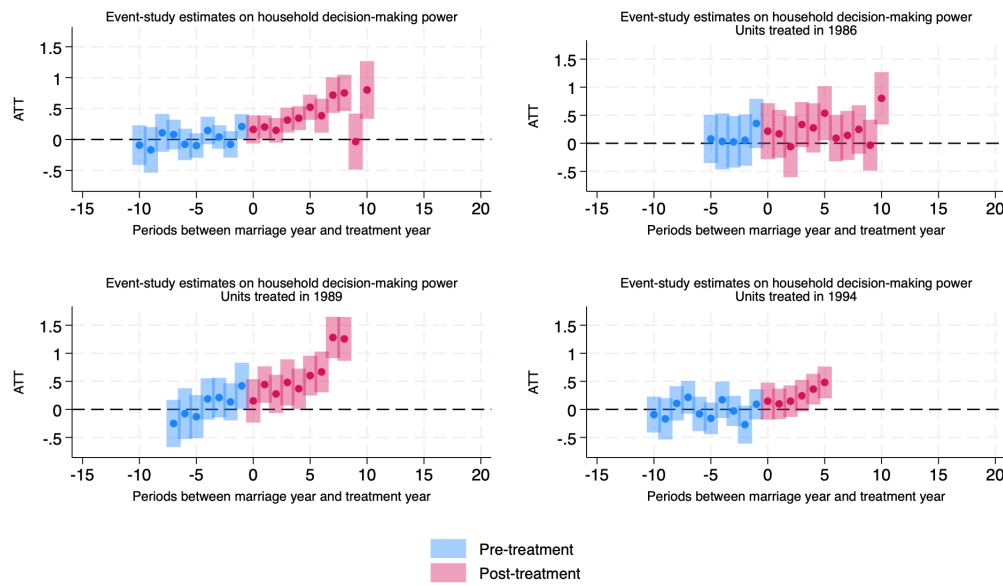 Event-study estimates on household decision-making power
1.5
1
.5
0
-.5
ATT
-15 -10 -5 0 5 10 15 20
Periods between marriage year and treatment year
Event-study estimates on household decision-making power
Units treated in 1986
1.5
1
.5
0
-.5
ATT
-15 -10 -5 0 5 10 15 20
Periods between marriage year and treatment year
Event-study estimates on household decision-making power
Units treated in 1989
1.5
1
.5
0
-.5
ATT
-15 -10 -5 0 5 10 15 20
Periods between marriage year and treatment year
Event-study estimates on household decision-making power
Units treated in 1994
1.5
1
.5
0
-.5
ATT
-15 -10 -5 0 5 10 15 20
Periods between marriage year and treatment year
Pre-treatment
Post-treatment